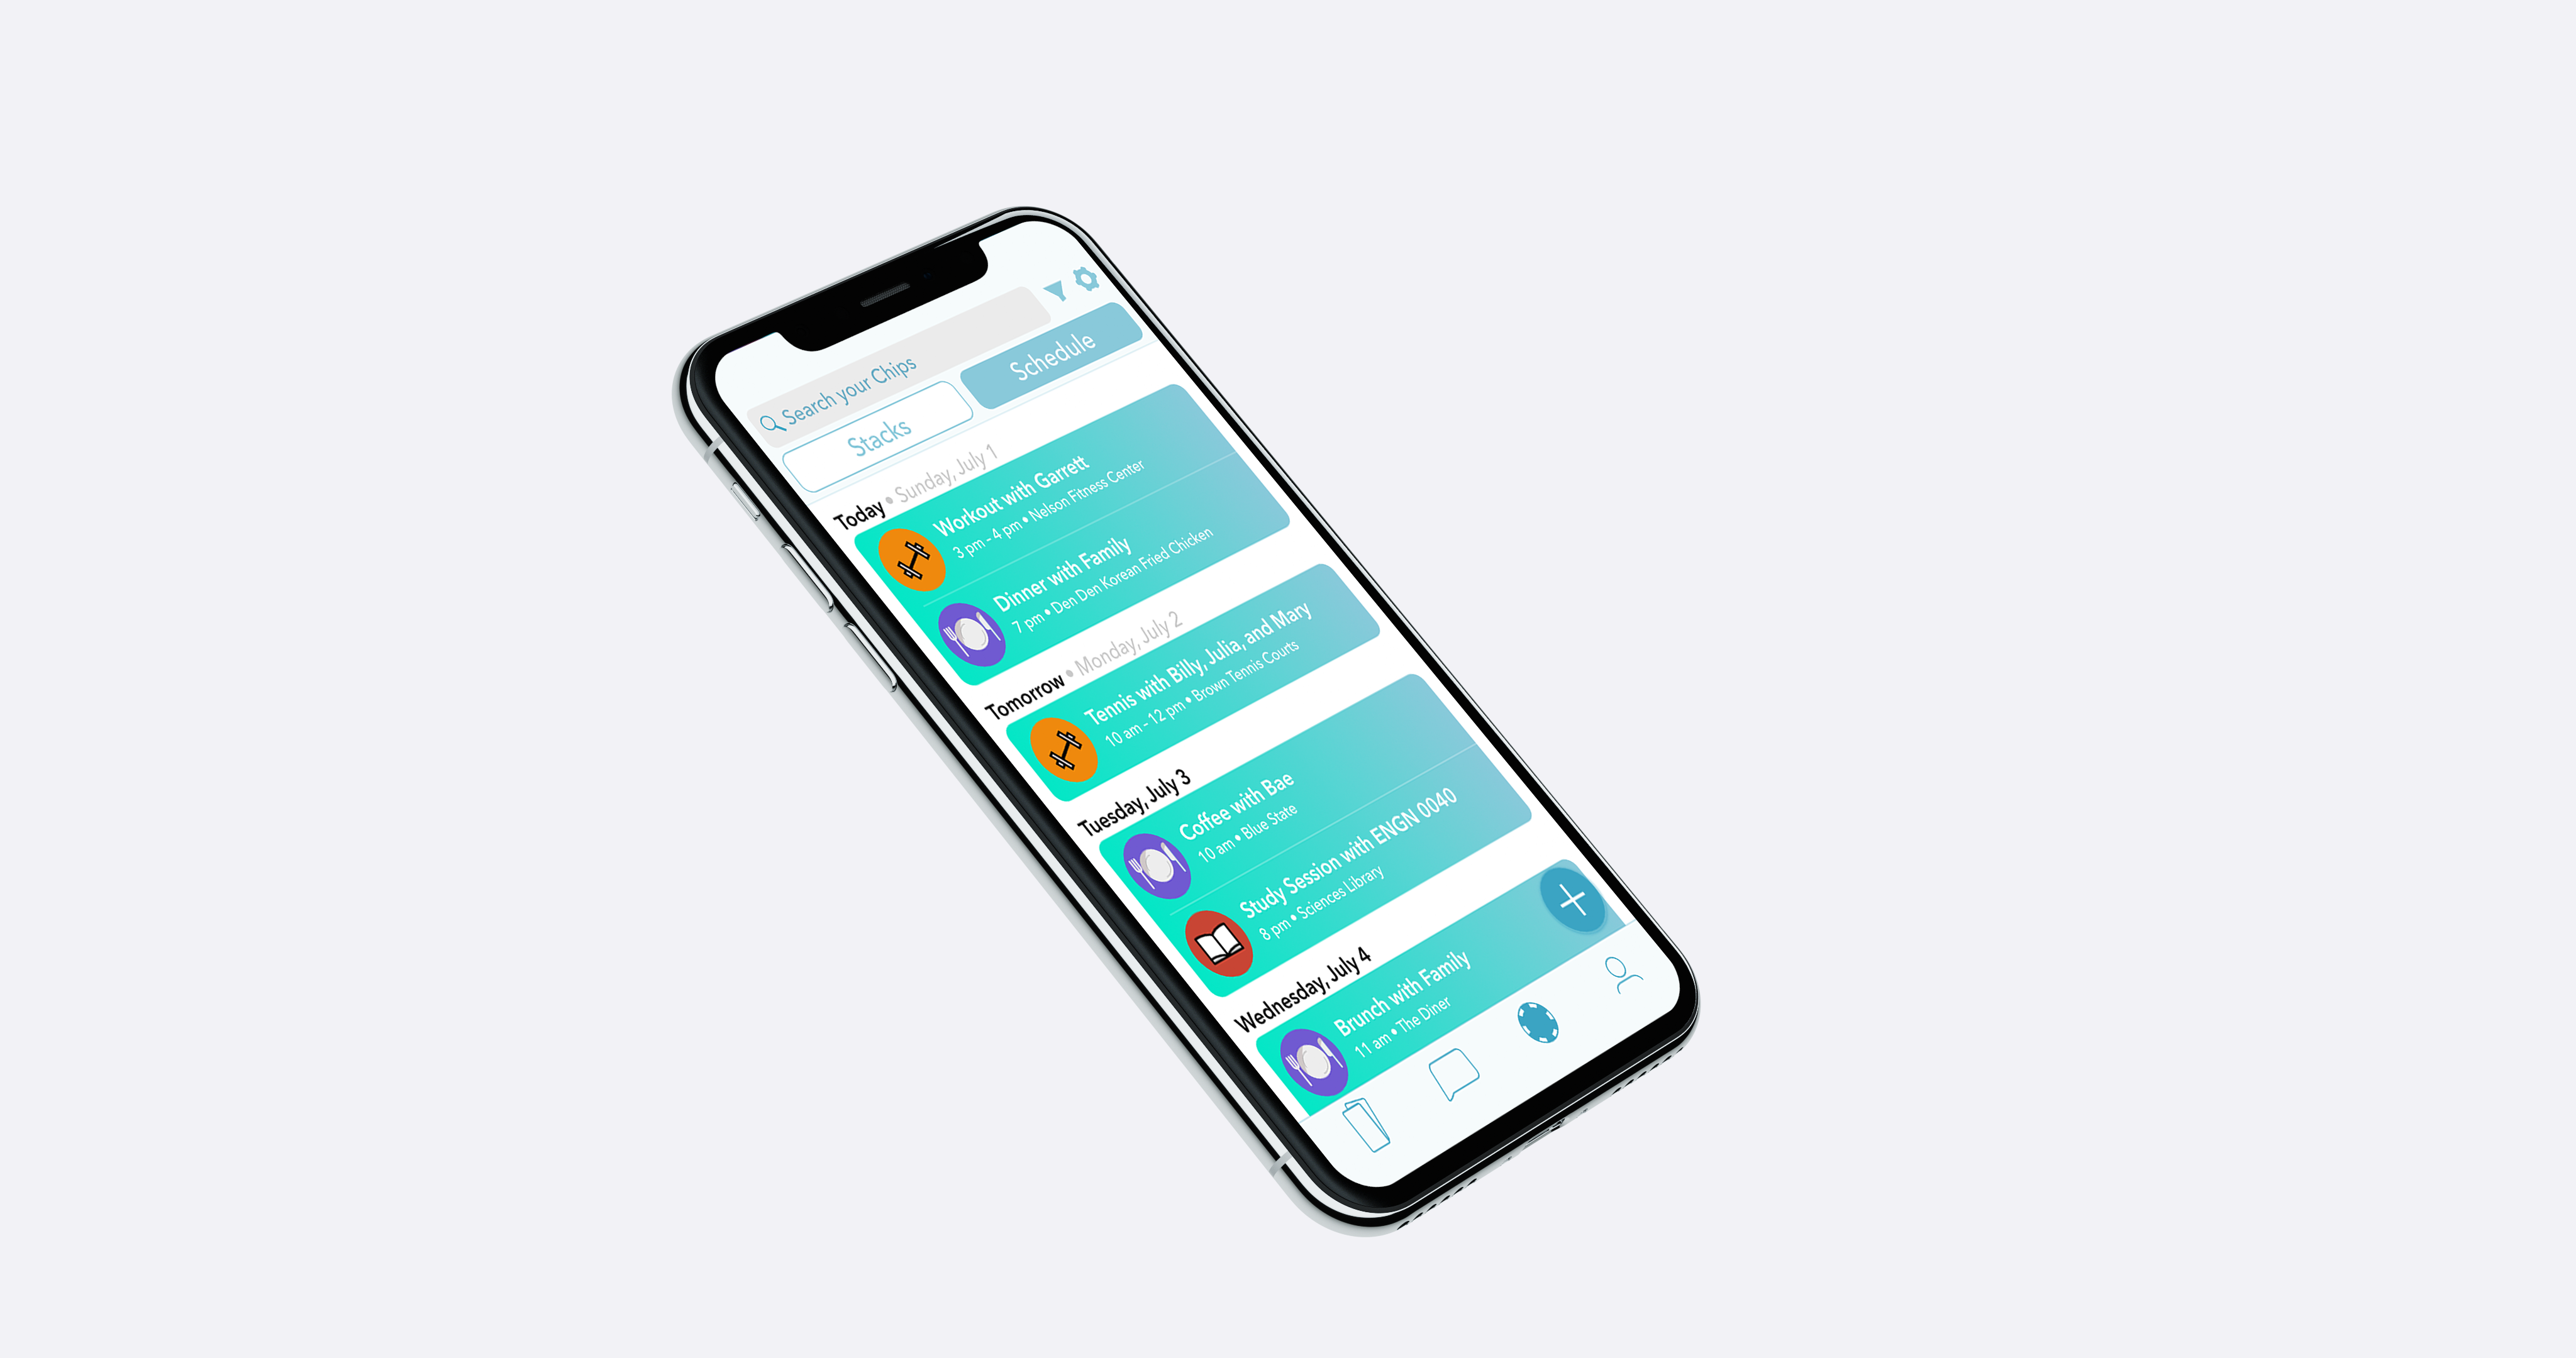 Search your Chips
Stacks
Schedule
Today • Sunday, July 1
Workout with Garrett
3 pm - 4 pm • Nelson Fitness Center
Dinner with Family
7 pm • Den Den Korean Fried Chicken
Tomorrow • Monday, July 2
Tennis with Billy, Julia, and Mary
10 am - 12 pm • Brown Tennis Courts
Tuesday, July 3
Coffee with Bae
10 am • Blue State
Study Session with ENGN 0040
8 pm • Sciences Library
Wednesday, July 4
Brunch with Family
11 am • The Diner